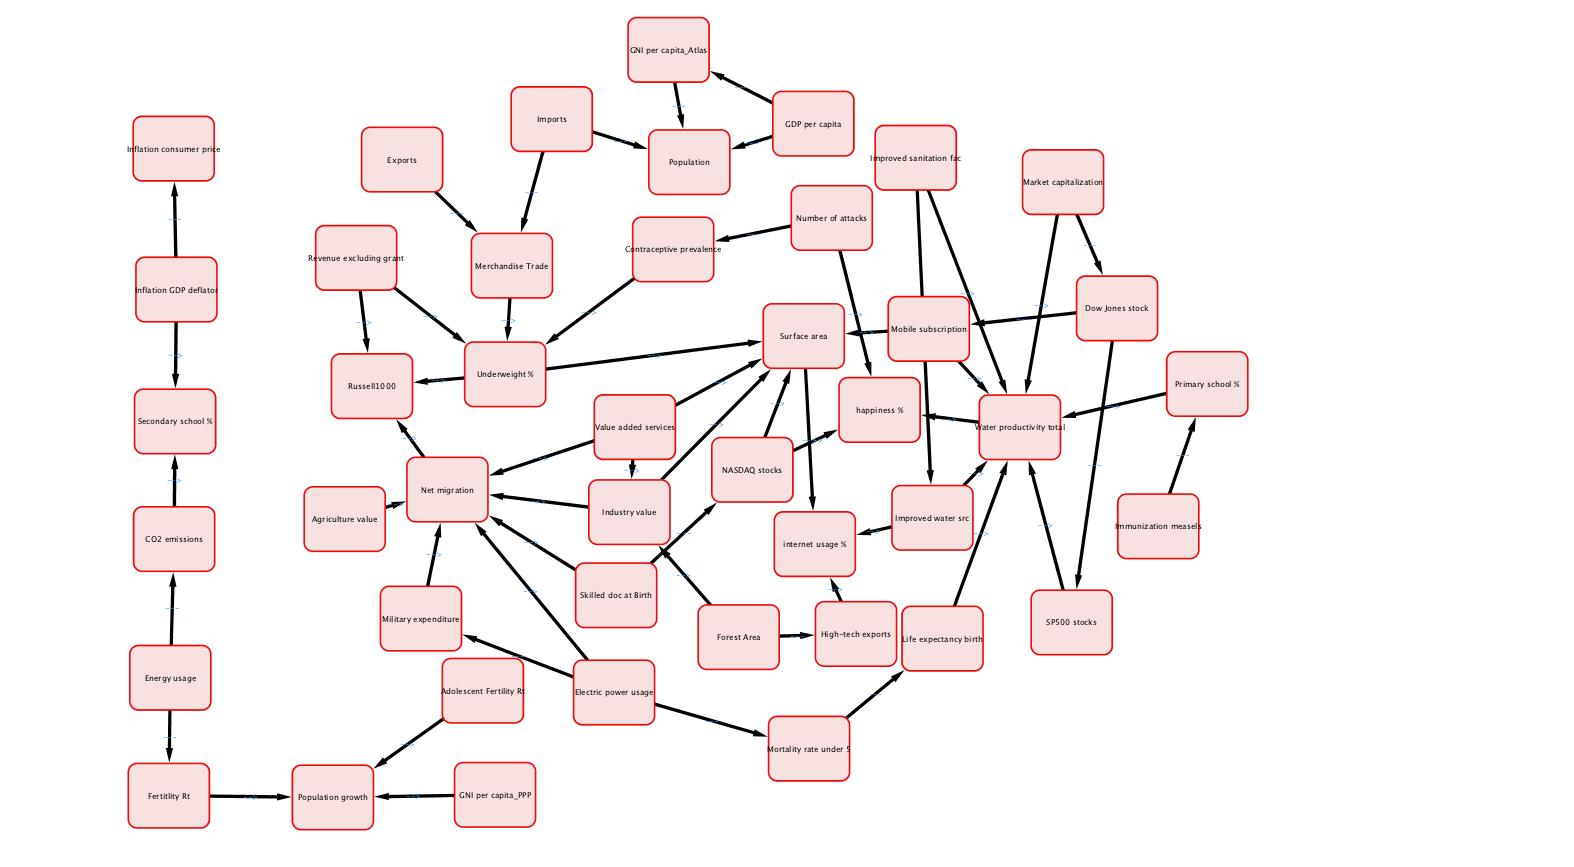 GNI per capita_Atlas
Imports
GDP per capita
Inflation consumer price
Exports
Population
Improved sanitation fac
Market capitalization
Number of attacks
Contraceptive prevalence
Revenue excluding grant
Merchandise Trade
Inflation GDP deflator
Dow Jones stock
Surface area
Mobile subscription
Russell1000
Underweight %
Primary school %
happiness %
Secondary school %
Value added services
Water productivity total
NASDAQ stocks
Net migration
Industry value
Agriculture value
Improved water src
Immunization measels
CO2 emissions
internet usage %
Skilled doc at Birth
Military expenditure
Forest Area
High-tech exports
Life expectancy birth
SP500 stocks
Energy usage
Adolescent Fertility Rt
Electric power usage
Mortality rate under 5
Fertitlity Rt
Population growth
GNI per capita_PPP